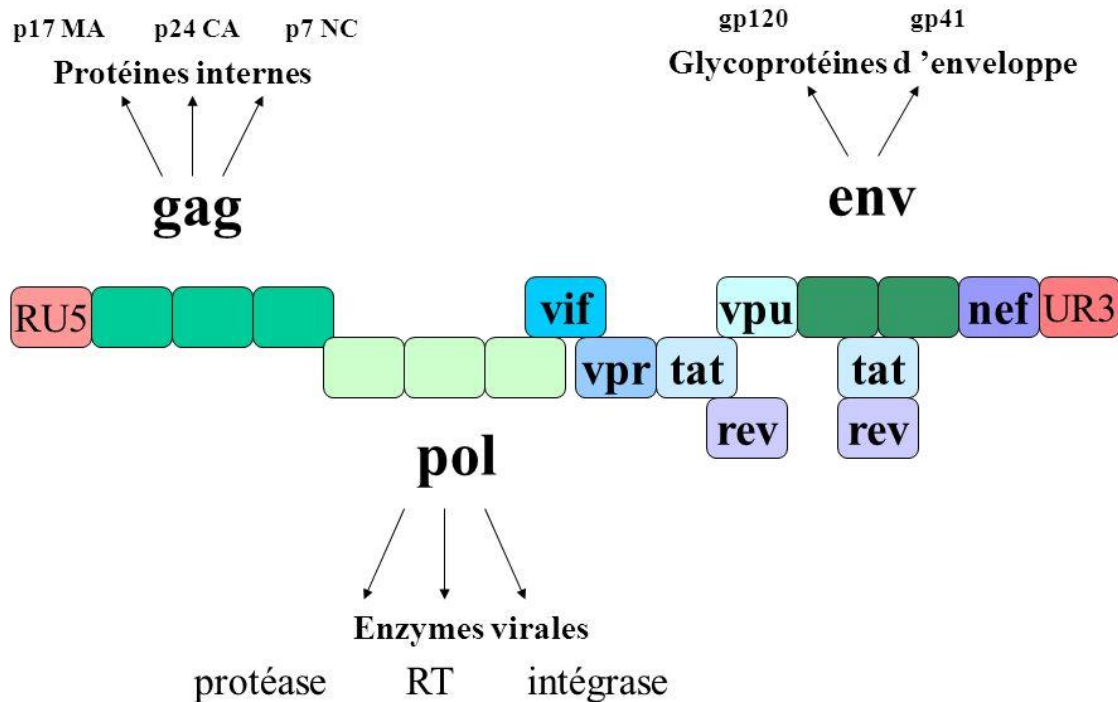 p17 MA p24 CA p7 NC
Protéines internes
gag
gp120 gp41
Glycoprotéines d ’enveloppe
env
RU5 vif vpu nef UR3
vpr tat tat
rev rev
pol
Enzymes virales
protéase RT intégrase